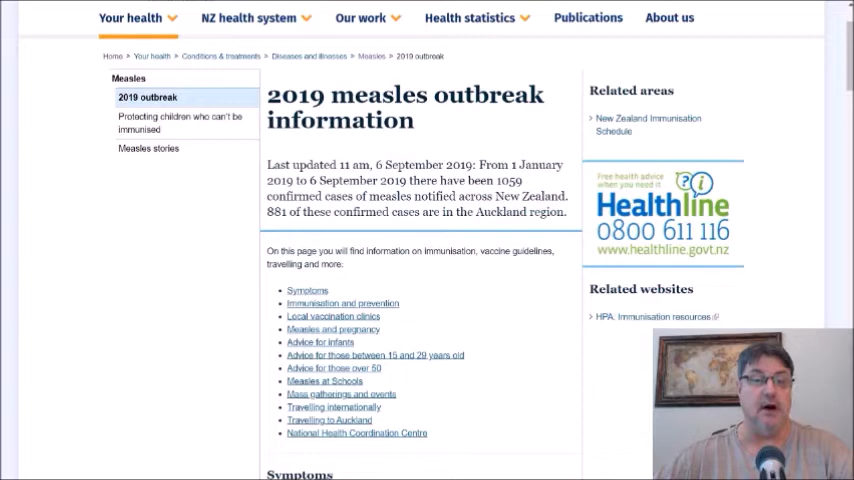 Your health
NZ health system
Our work
Health statistics
Publications
About us
Home > Your health > Conditions & treatments > Diseases and illnesses > Measles > 2019 outbreak
Measles
2019 outbreak
Protecting children who can't be
immunised
Measles stories
2019 measles outbreak
information
Last updated 11 am, 6 September 2019: From 1 January
2019 to 6 September 2019 there have been 1059
confirmed cases of measles notified across New Zealand.
881 of these confirmed cases are in the Auckland region.
On this page you will find information on immunisation, vaccine guidelines,
travelling and more.
Symptoms
Immunisation and prevention
Local vaccination clinics
Measles and pregnancy
Advice for infants
Advice for those between 15 and 29 years old
Advice for those over 50
Measles at Schools
Mass gatherings and events
Travelling internationally
Travelling to Auckland
National Health Coordination Centre
Symptoms
Related areas
New Zealand Immunisation
Schedule
Free health advice
when you need it
Healthline
0800 611 116
www.healthline.govt.nz
Related websites
HPA: Immunisation resources